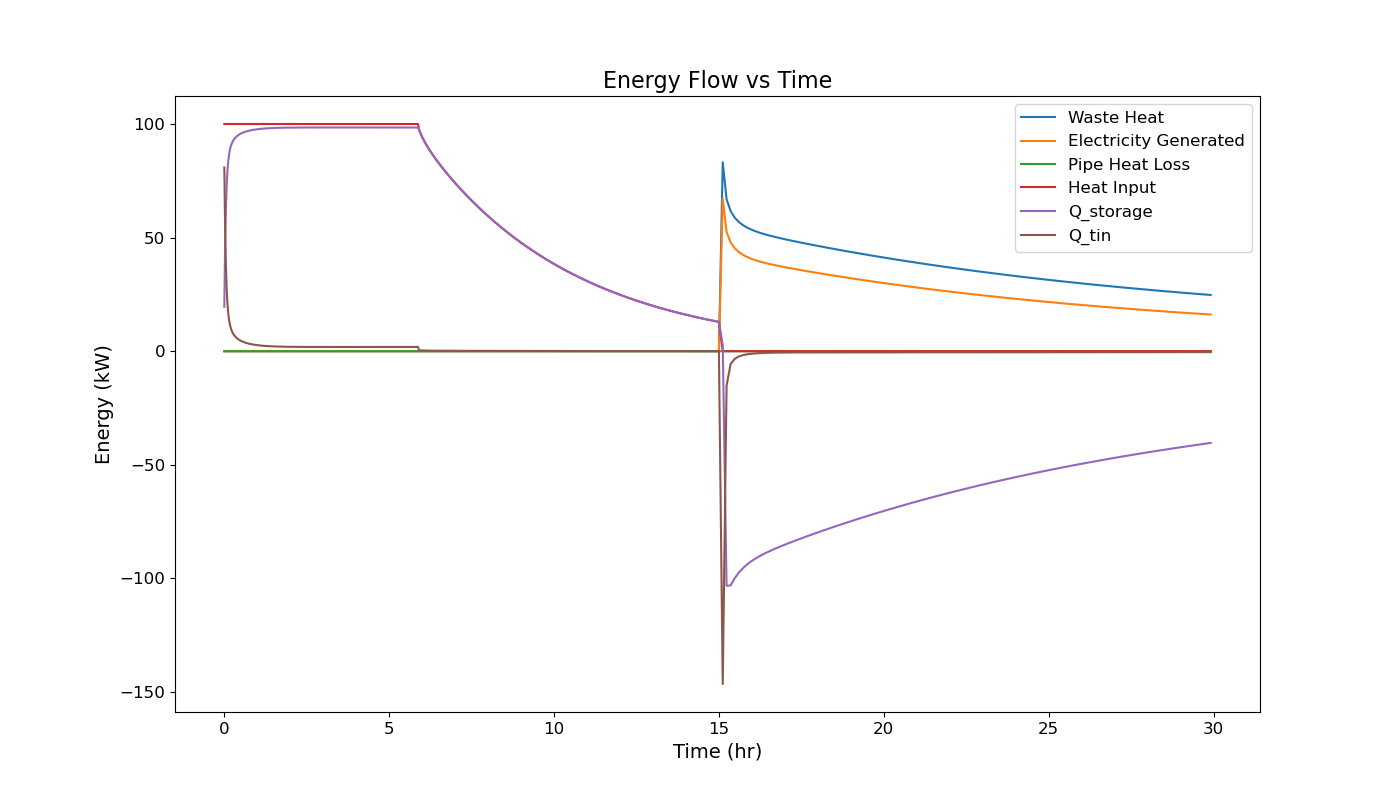 Energy Flow vs Time
Waste Heat
Electricity Generated
Pipe Heat Loss
Heat Input
Q_storage
Q_tin
100
50
0
−50
−100
−150
Energy (kW)
0 5 10 15 20 25 30
Time (hr)